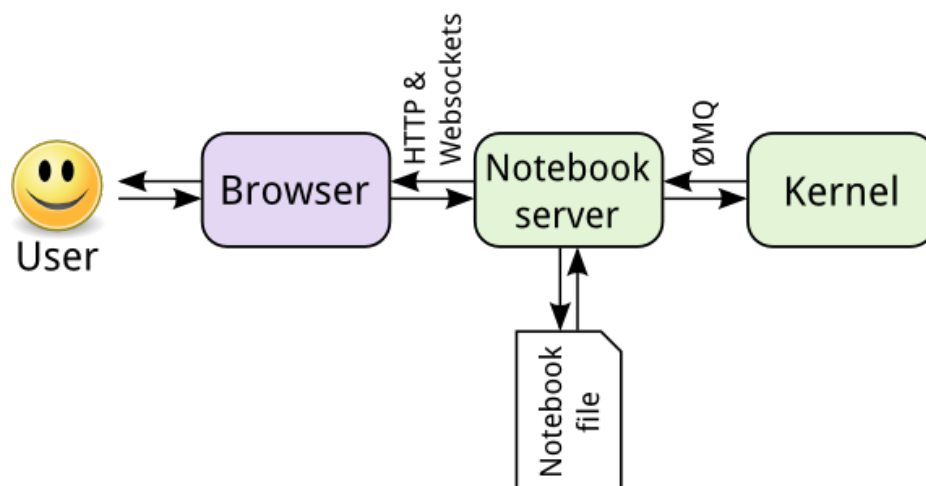 User
Browser
HTTP &
Websockets
Notebook
server
ØMQ
Kernel
Notebook
file